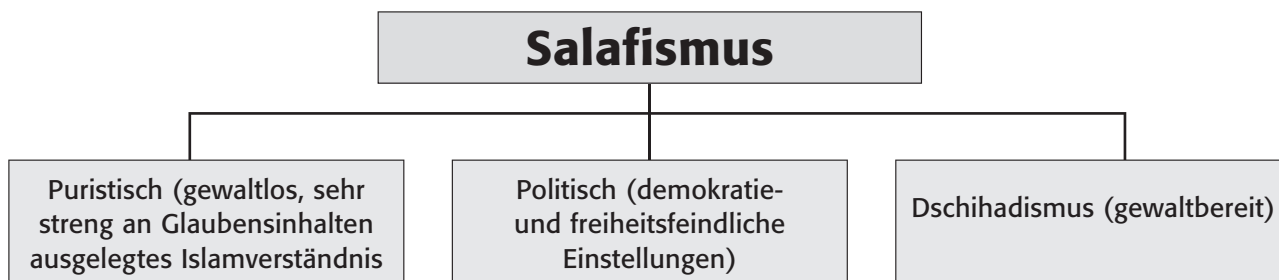 Salafismus
Puristisch (gewaltlos, sehr
streng an Glaubensinhalten
ausgelegtes Islamverständnis
Politisch (demokratie-
und freiheitsfeindliche
Einstellungen)
Dschihadismus (gewaltbereit)